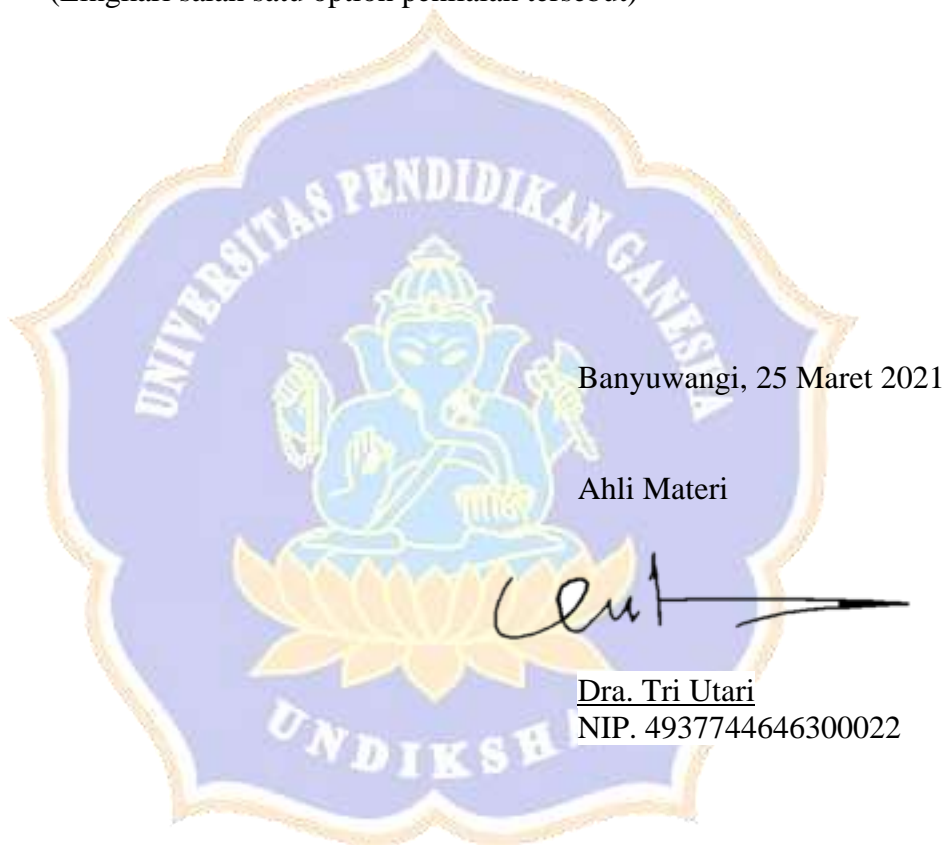 (Lingkari salah satu option penilaian tersebut)
UNIVERSITAS PENDIDIKAN GANESHA
Banyuwangi, 25 Maret 2021
Ahli Materi
Dra. Tri Utari
NIP. 4937744646300022
UNDIKSHA